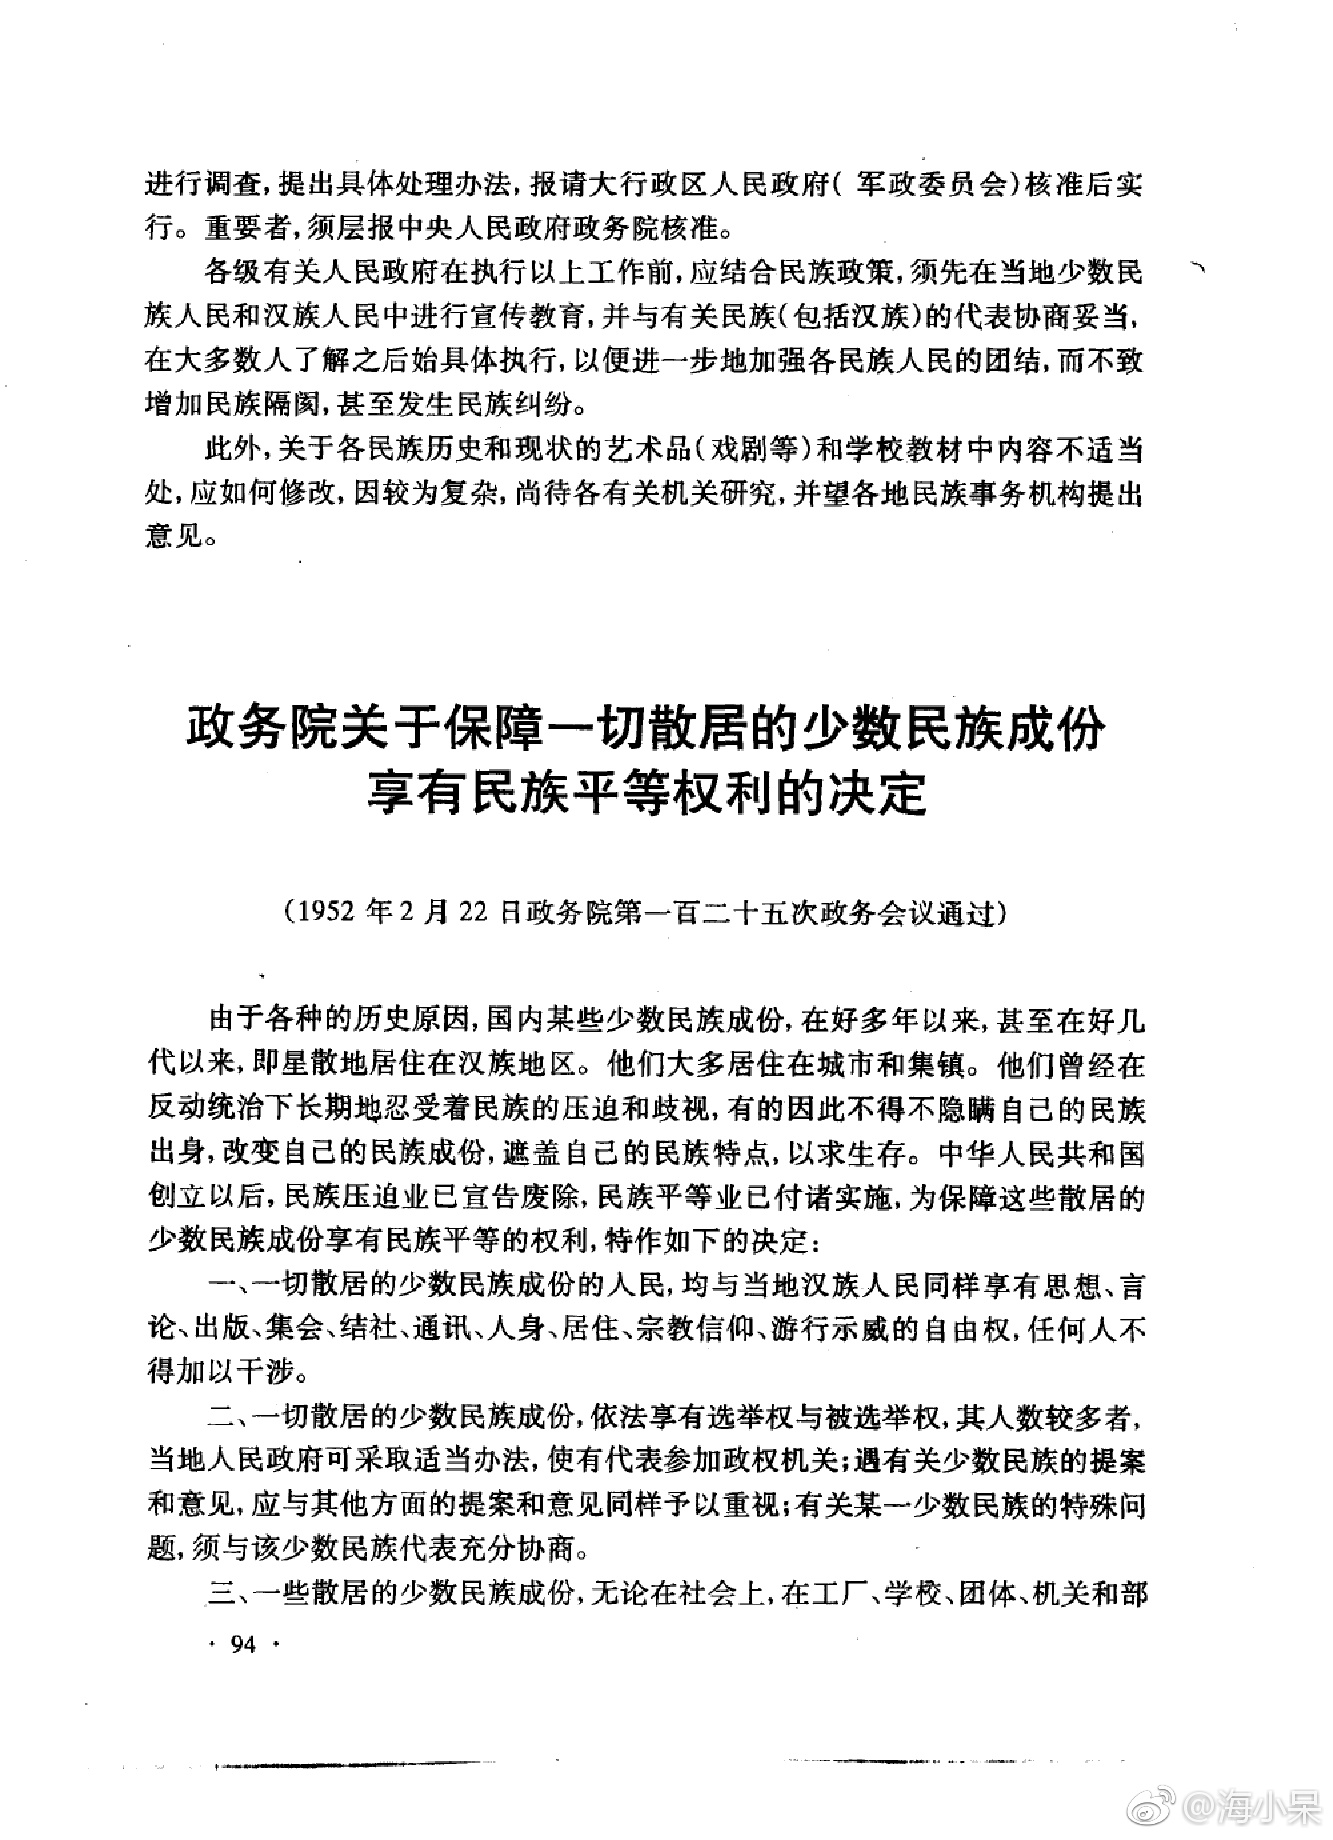 进行调查,提出具体处理办法,报请大行政区人民政府( 军政委员会)核准后实
行。重要者,须层报中央人民政府政务院核准。
各级有关人民政府在执行以上工作前,应结合民族政策,须先在当地少数民
族人民和汉族人民中进行宣传教育,并与有关民族(包括汉族)的代表协商妥当,
在大多数人了解之后始具体执行,以便进一步地加强各民族人民的团结,而不致
增加民族隔阂,甚至发生民族纠纷。
此外,关于各民族历史和现状的艺术品(戏剧等)和学校教材中内容不适当
处,应如何修改,因较为复杂,尚待各有关机关研究,并望各地民族事务机构提出
意见。
政务院关于保障一切散居的少数民族成份
享有民族平等权利的决定
(1952 年 2 月 22 日政务院第一百二十五次政务会议通过)
由于各种的历史原因,国内某些少数民族成份,在好多年以来,甚至在好几
代以来,即星散地居住在汉族地区。他们大多居住在城市和集镇。他们曾经在
反动统治下长期地忍受着民族的压迫和歧视,有的因此不得不隐瞒自己的民族
出身,改变自己的民族成份,遮盖自己的民族特点,以求生存。中华人民共和国
创立以后,民族压迫业已宣告废除,民族平等业已付诸实施,为保障这些散居的
少数民族成份享有民族平等的权利,特作如下的决定:
一、一切散居的少数民族成份的人民,均与当地汉族人民同样享有思想、言
论、出版、集会、结社、通讯、人身、居住、宗教信仰、游行示威的自由权,任何人不
得加以干涉。
二、一切散居的少数民族成份,依法享有选举权与被选举权,其人数较多者,
当地人民政府可采取适当办法,使有代表参加政权机关;遇有关少数民族的提案
和意见,应与其他方面的提案和意见同样予以重视;有关某一少数民族的特殊问
题,须与该少数民族代表充分协商。
三、一些散居的少数民族成份,无论在社会上,在工厂、学校、团体、机关和部
· 94 ·
@海小呆